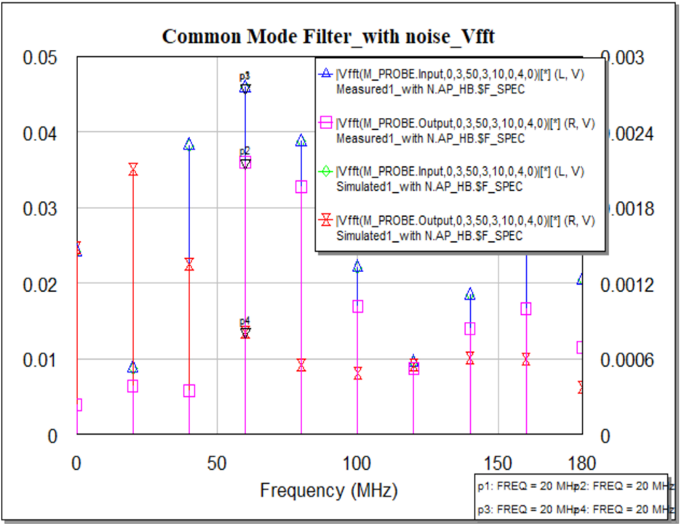 Common Mode Filter_with noise_Vfft
0.05
0.04
0.03
0.02
0.01
0
0.003
0.0024
0.0018
0.0012
0.0006
0
p3
p2
p4
|Vfft(M_PROBE.Input,0,3,50,3,10,0,4,0)|[*] (L, V)
Measured1_with N.AP_HB.$F_SPEC
|Vfft(M_PROBE.Output,0,3,50,3,10,0,4,0)|[*] (R, V)
Measured1_with N.AP_HB.$F_SPEC
|Vfft(M_PROBE.Input,0,3,50,3,10,0,4,0)|[*] (L, V)
Simulated1_with N.AP_HB.$F_SPEC
|Vfft(M_PROBE.Output,0,3,50,3,10,0,4,0)|[*] (R, V)
Simulated1_with N.AP_HB.$F_SPEC
0 50 100 150 180
Frequency (MHz)
p1: FREQ = 20 MHz p2: FREQ = 20 MHz
p3: FREQ = 20 MHz p4: FREQ = 20 MHz